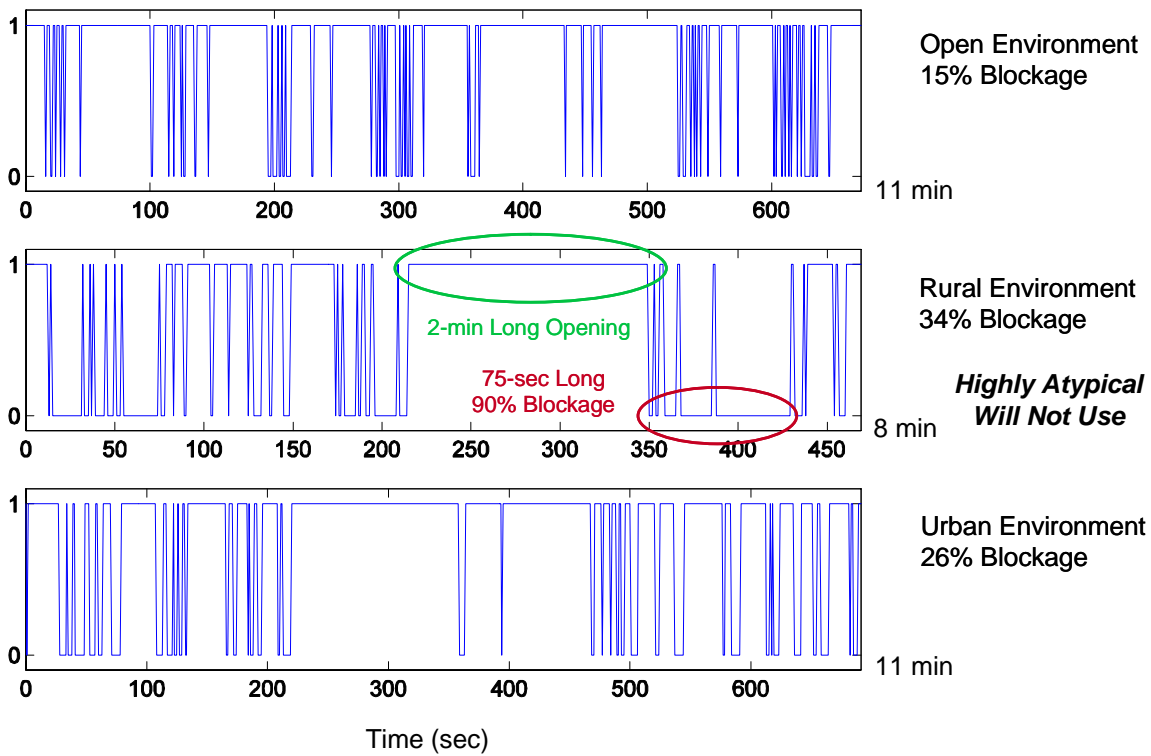 1
0
0 100 200 300 400 500 600
11 min
Open Environment
15% Blockage
1
0
0 50 100 150 200 250 300 350 400 450
8 min
2-min Long Opening
75-sec Long
90% Blockage
Rural Environment
34% Blockage
Highly Atypical
Will Not Use
1
0
0 100 200 300 400 500 600
11 min
Urban Environment
26% Blockage
Time (sec)